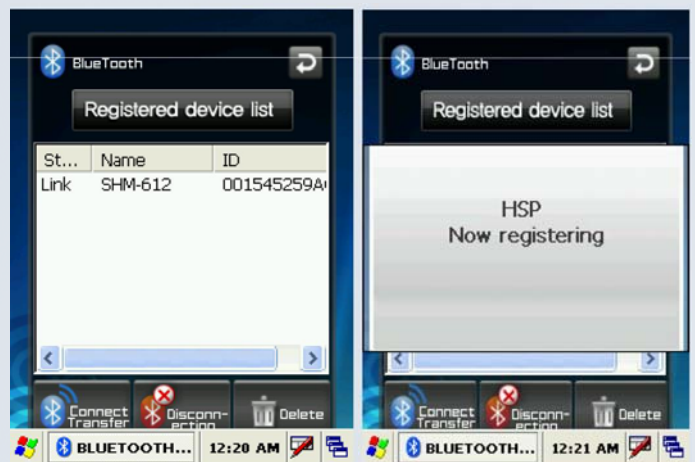 BlueTooth
Registered device list
St... Name ID
Link SHM-612
Connect Transfer
Disconn-ection
Delete
BLUETOOTH... 12:20 AM
BlueTooth
Registered device list
HSP
Now registering
Connect Transfer
Disconn-ection
Delete
BLUETOOTH... 12:21 AM